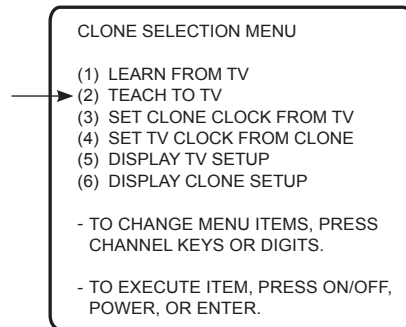 CLONE SELECTION MENU
(1) LEARN FROM TV
(2) TEACH TO TV
(3) SET CLONE CLOCK FROM TV
(4) SET TV CLOCK FROM CLONE
(5) DISPLAY TV SETUP
(6) DISPLAY CLONE SETUP
- TO CHANGE MENU ITEMS, PRESS
CHANNEL KEYS OR DIGITS.
- TO EXECUTE ITEM, PRESS ON/OFF,
POWER, OR ENTER.